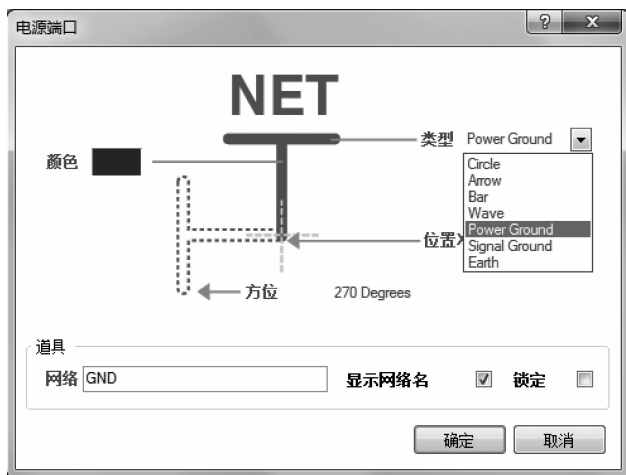 电源端口
NET
类型 Power Ground
颜色
Circle
Arrow
Bar
Wave
Power Ground
Signal Ground
Earth
位置X
方位 270 Degrees
道具
网络 GND 显示网络名 锁定
确定 取消